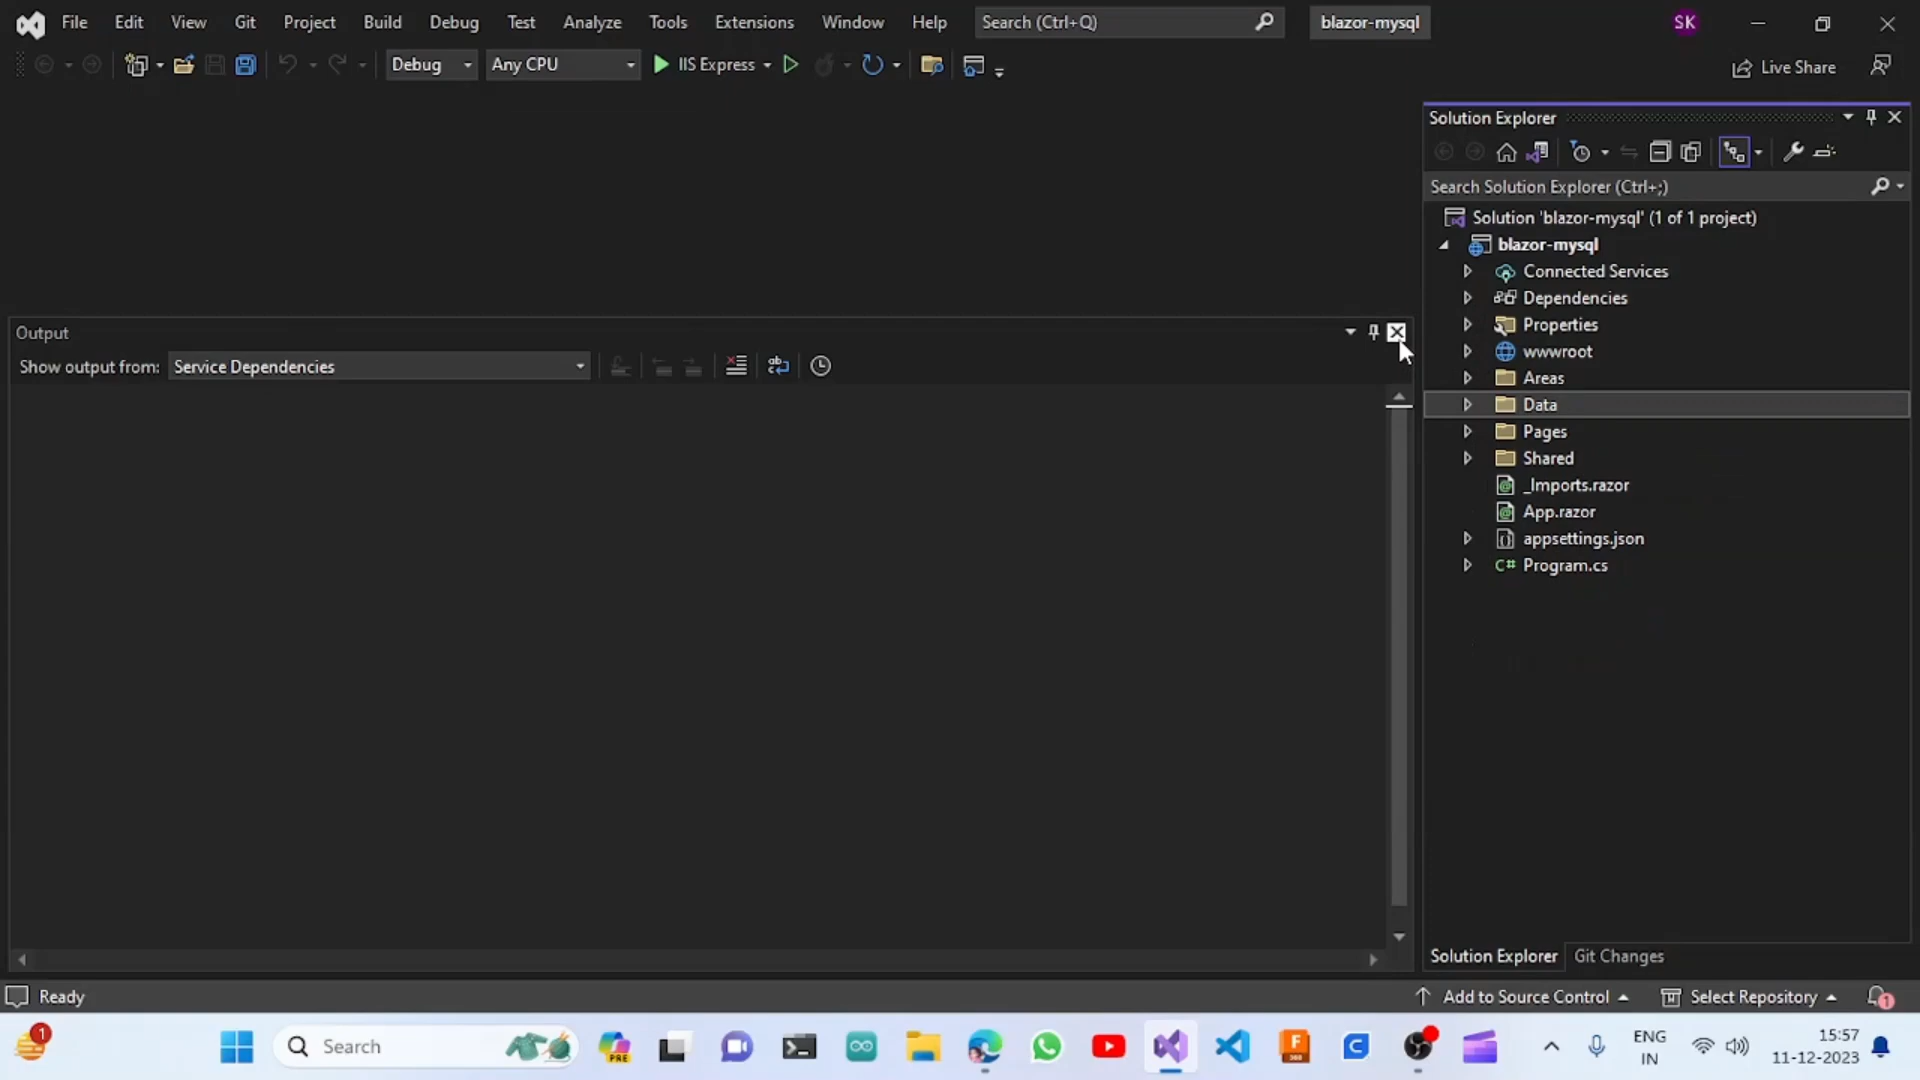 File Edit View Git Project Build Debug Test Analyze Tools Extensions Window Help Search (Ctrl+Q) blazor-mysql SK
Debug Any CPU IIS Express Live Share
Solution Explorer
Search Solution Explorer (Ctrl+;)
Solution 'blazor-mysql' (1 of 1 project)
blazor-mysql
Connected Services
Dependencies
Properties
wwwroot
Areas
Data
Pages
Shared
_Imports.razor
App.razor
appsettings.json
C# Program.cs
Output
Show output from: Service Dependencies
Solution Explorer Git Changes
Ready Add to Source Control Select Repository 1
1 Search PRE ENG
IN
15:57
11-12-2023